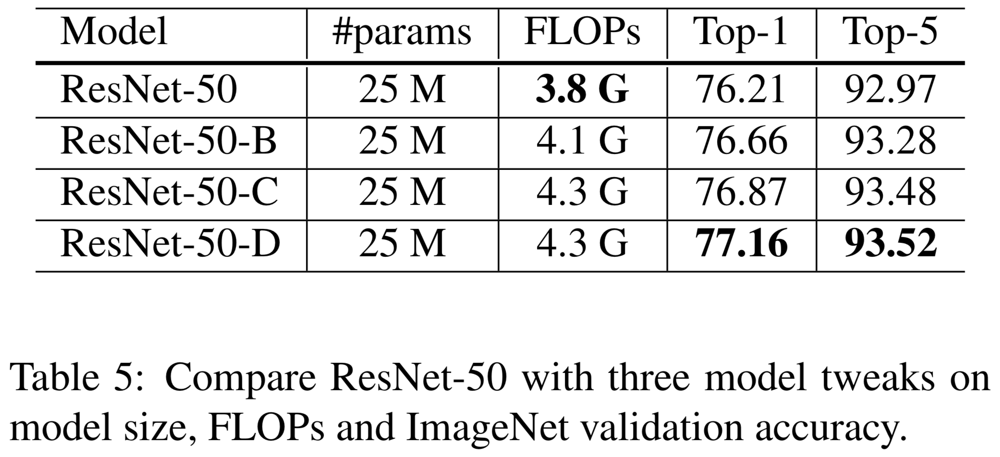 Model #params FLOPs Top-1 Top-5
ResNet-50 25 M 3.8 G 76.21 92.97
ResNet-50-B 25 M 4.1 G 76.66 93.28
ResNet-50-C 25 M 4.3 G 76.87 93.48
ResNet-50-D 25 M 4.3 G 77.16 93.52
Table 5: Compare ResNet-50 with three model tweaks on
model size, FLOPs and ImageNet validation accuracy.